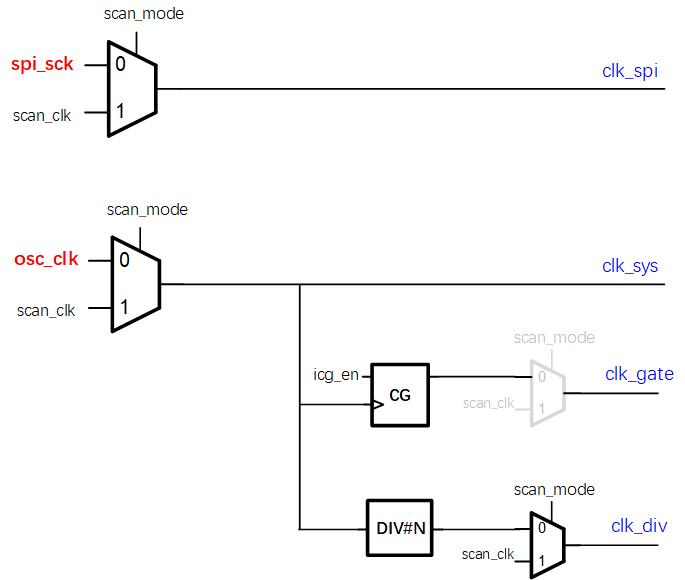 scan_mode
spi_sck
0
clk_spi
scan_clk
1
scan_mode
osc_clk
0
clk_sys
scan_clk
1
scan_mode
icg_en
CG
0
clk_gate
scan_clk
1
scan_mode
DIV#N
0
clk_div
scan_clk
1